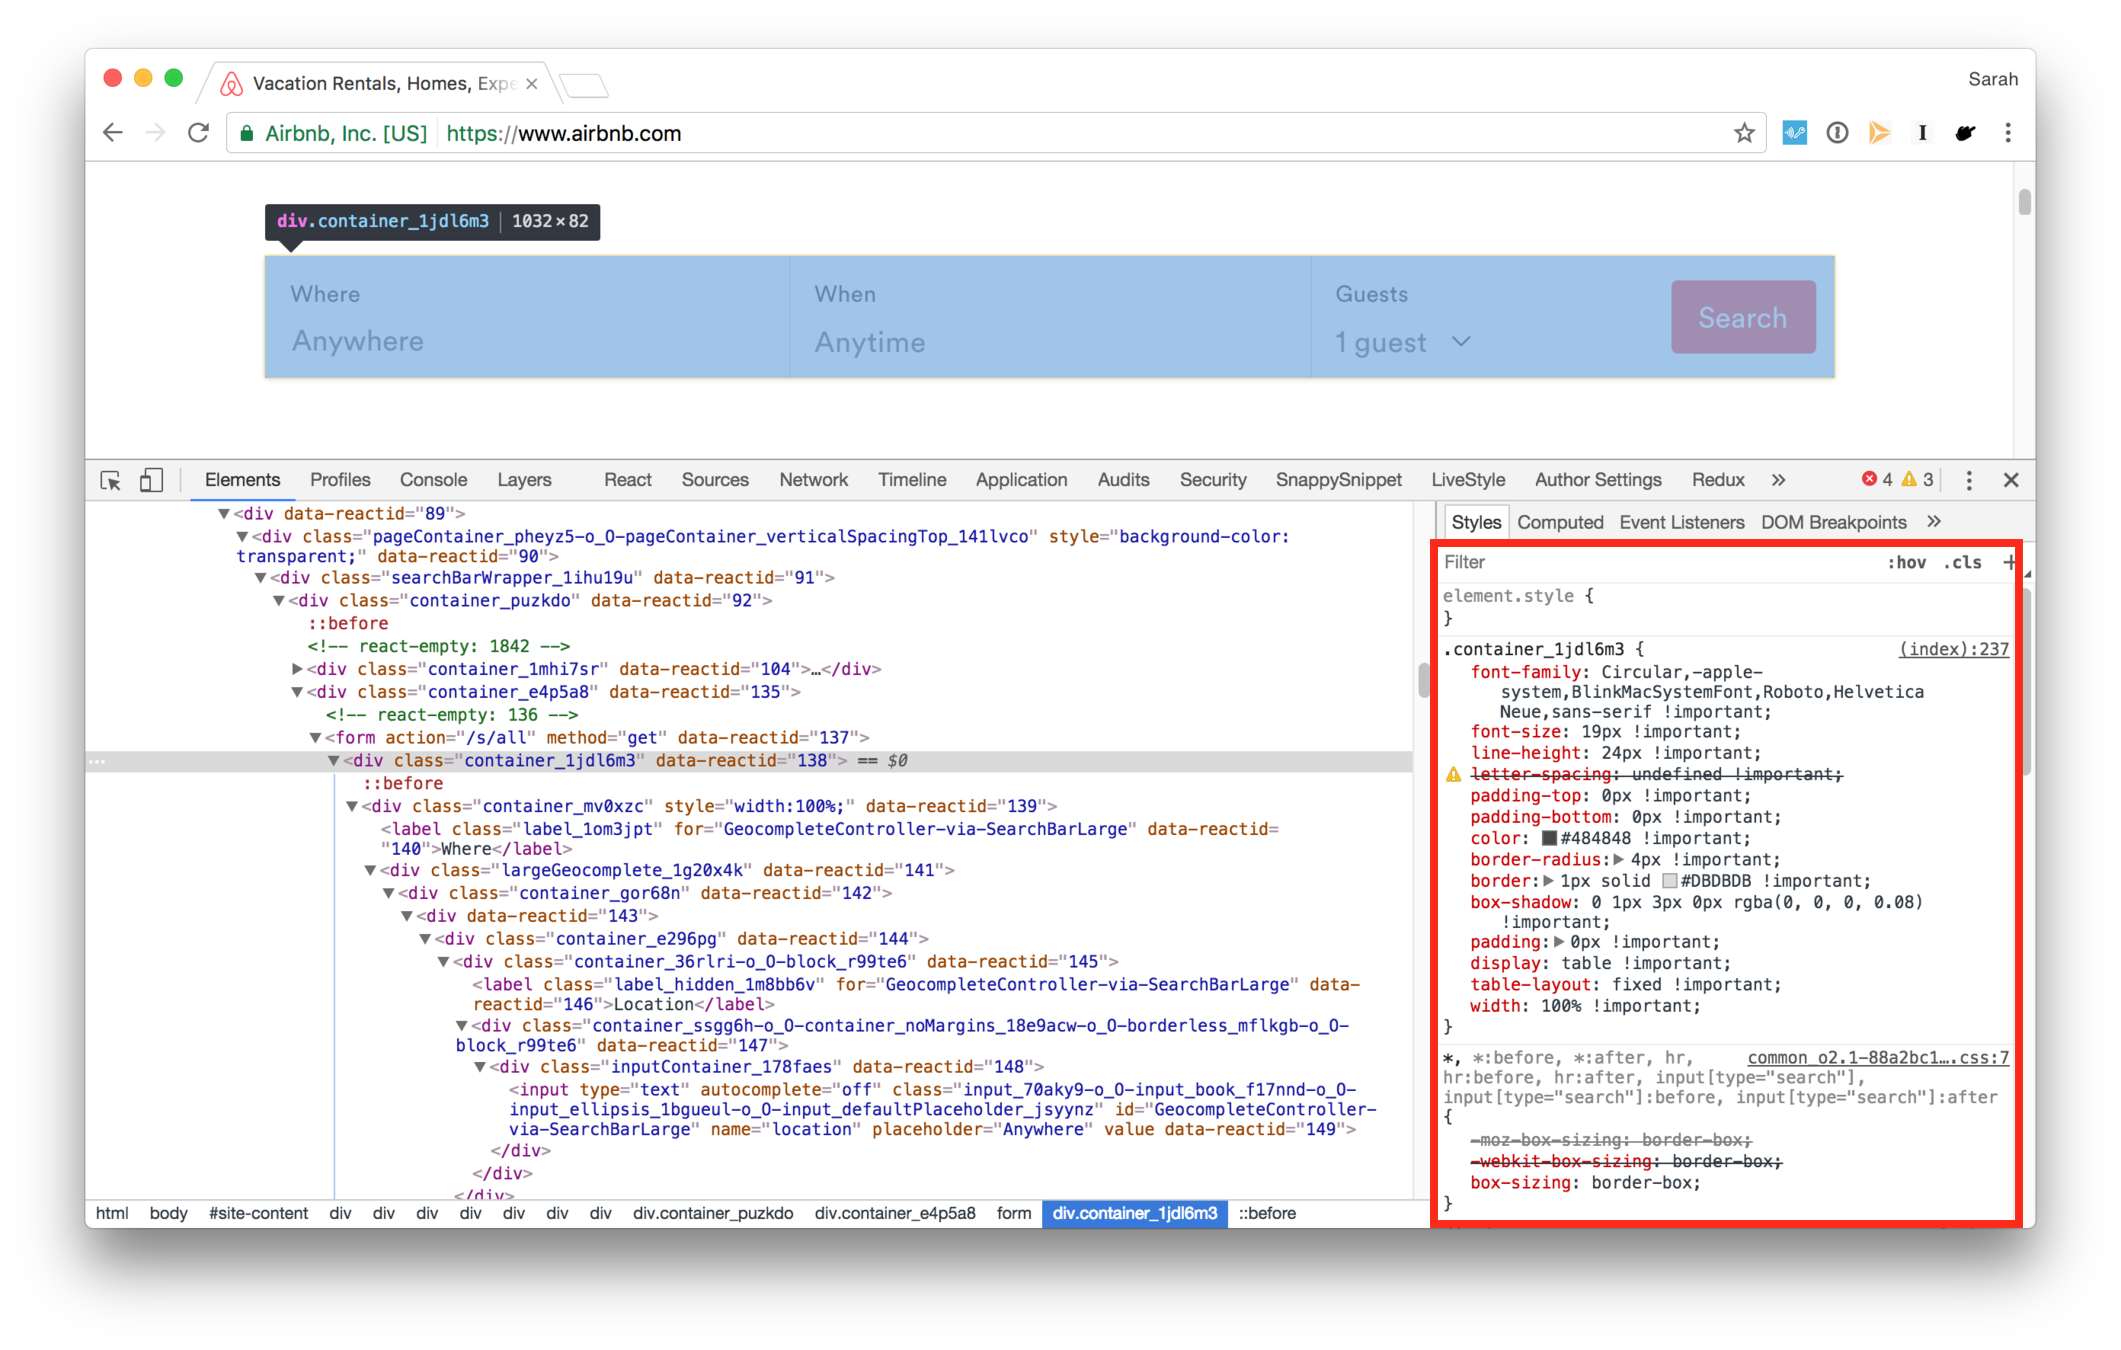 Vacation Rentals, Homes, Expe
Sarah
Airbnb, Inc. [US] https://www.airbnb.com
div.container_1jdl6m3 1032×82
Where When Guests
Anywhere Anytime 1 guest
Search
Elements Profiles Console Layers React Sources Network Timeline Application Audits Security SnappySnippet LiveStyle Author Settings Redux » 4 3
▼<div data-reactid="89">
▼<div class="pageContainer_pheyz5-o_O-pageContainer_verticalSpacingTop_141lvco" style="background-color:
transparent;" data-reactid="90">
▼<div class="searchBarWrapper_1ihu19u" data-reactid="91">
▼<div class="container_puzkdo" data-reactid="92">
::before
<!-- react-empty: 1842 -->
▶<div class="container_1mhi7sr" data-reactid="104">…</div>
▼<div class="container_e4p5a8" data-reactid="135">
<!-- react-empty: 136 -->
▼<form action="/s/all" method="get" data-reactid="137">
… ▼<div class="container_1jdl6m3" data-reactid="138"> == $0
::before
▼<div class="container_mv0xzc" style="width:100%;" data-reactid="139">
<label class="label_1om3jpt" for="GeocompleteController-via-SearchBarLarge" data-reactid=
"140">Where</label>
▼<div class="largeGeocomplete_1g20x4k" data-reactid="141">
▼<div class="container_gor68n" data-reactid="142">
▼<div data-reactid="143">
▼<div class="container_e296pg" data-reactid="144">
▼<div class="container_36rlri-o_O-block_r99te6" data-reactid="145">
<label class="label_hidden_1m8bb6v" for="GeocompleteController-via-SearchBarLarge" data-
reactid="146">Location</label>
▼<div class="container_ssgg6h-o_O-container_noMargins_18e9acw-o_O-borderless_mflkgb-o_O-
block_r99te6" data-reactid="147">
▼<div class="inputContainer_178faes" data-reactid="148">
<input type="text" autocomplete="off" class="input_70aky9-o_O-input_book_f17nnd-o_O-
input_ellipsis_1bgueul-o_O-input_defaultPlaceholder_jsyynz" id="GeocompleteController-
via-SearchBarLarge" name="location" placeholder="Anywhere" value data-reactid="149">
</div>
</div>
</div>
html body #site-content div div div div div div div div.container_puzkdo div.container_e4p5a8 form div.container_1jdl6m3 ::before
Styles Computed Event Listeners DOM Breakpoints »
Filter :hov .cls +
element.style {
}
.container_1jdl6m3 { (index):237
font-family: Circular,-apple-
system,BlinkMacSystemFont,Roboto,Helvetica
Neue,sans-serif !important;
font-size: 19px !important;
line-height: 24px !important;
letter-spacing: undefined !important;
padding-top: 0px !important;
padding-bottom: 0px !important;
color: #484848 !important;
border-radius:▶4px !important;
border:▶1px solid #DBDBDB !important;
box-shadow: 0 1px 3px 0px rgba(0, 0, 0, 0.08)
!important;
padding:▶0px !important;
display: table !important;
table-layout: fixed !important;
width: 100% !important;
}
*, *:before, *:after, hr, common_o2.1-88a2bc1….css:7
hr:before, hr:after, input[type="search"],
input[type="search"]:before, input[type="search"]:after
{
-moz-box-sizing: border-box;
-webkit-box-sizing: border-box;
box-sizing: border-box;
}